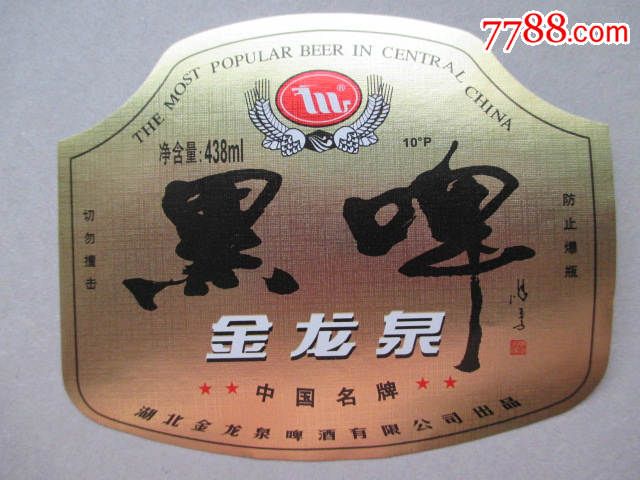 7788.com
THE MOST POPULAR BEER IN CENTRAL CHINA
®
净含量:438ml
10°P
黑啤
切勿撞击
防止爆瓶
金龙泉
★★中国名牌★★
湖北金龙泉啤酒有限公司出品